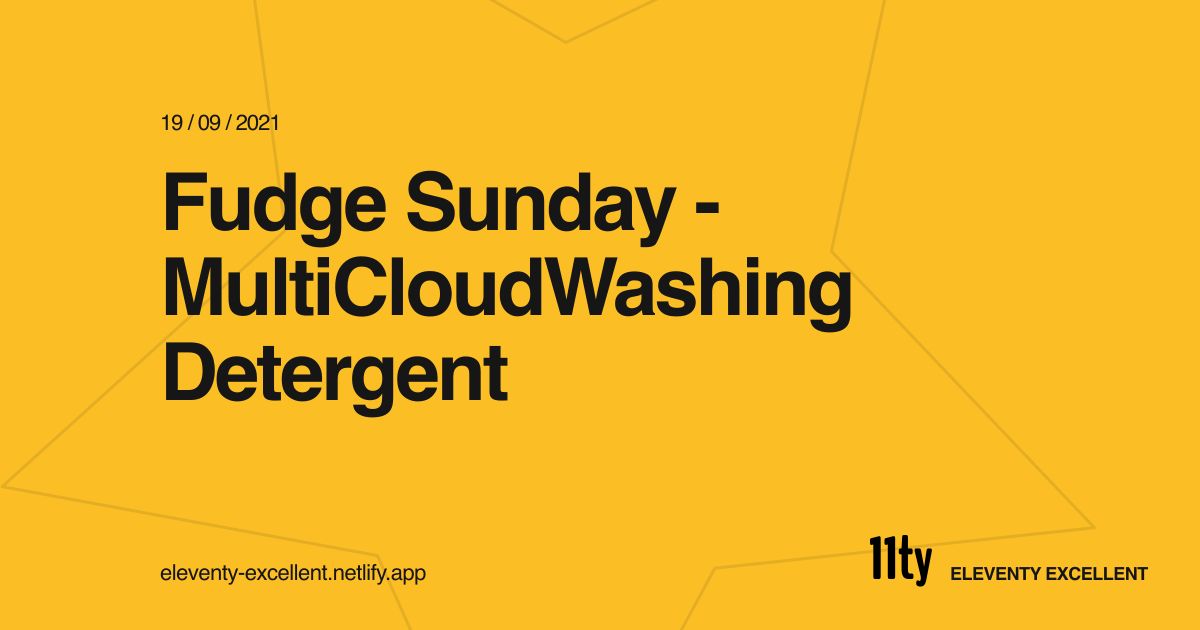 19 / 09 / 2021
Fudge Sunday -
MultiCloudWashing
Detergent
eleventy-excellent.netlify.app
11ty ELEVENTY EXCELLENT